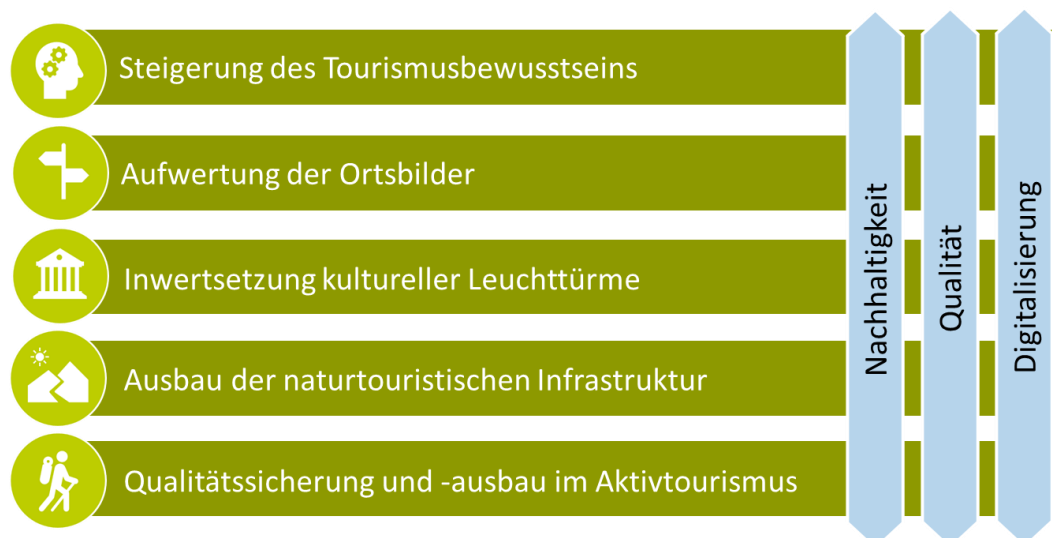 Steigerung des Tourismusbewusstseins
Aufwertung der Ortsbilder
Inwertsetzung kultureller Leuchttürme
Ausbau der naturtouristischen Infrastruktur
Qualitätssicherung und -ausbau im Aktivtourismus
Nachhaltigkeit
Qualität
Digitalisierung